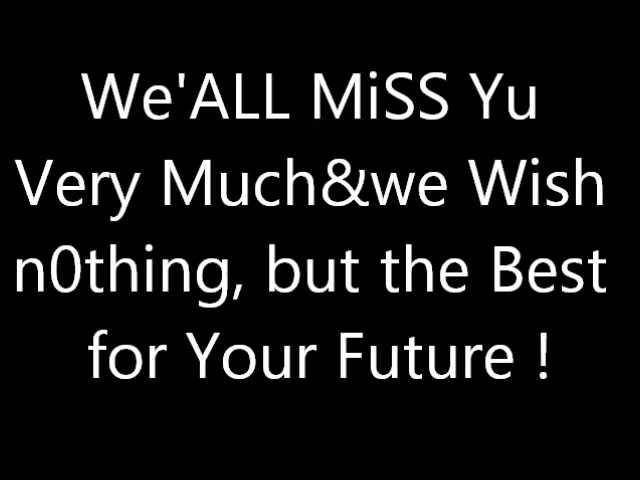 We'ALL MiSS Yu
Very Much&we Wish
n0thing, but the Best
for Your Future !